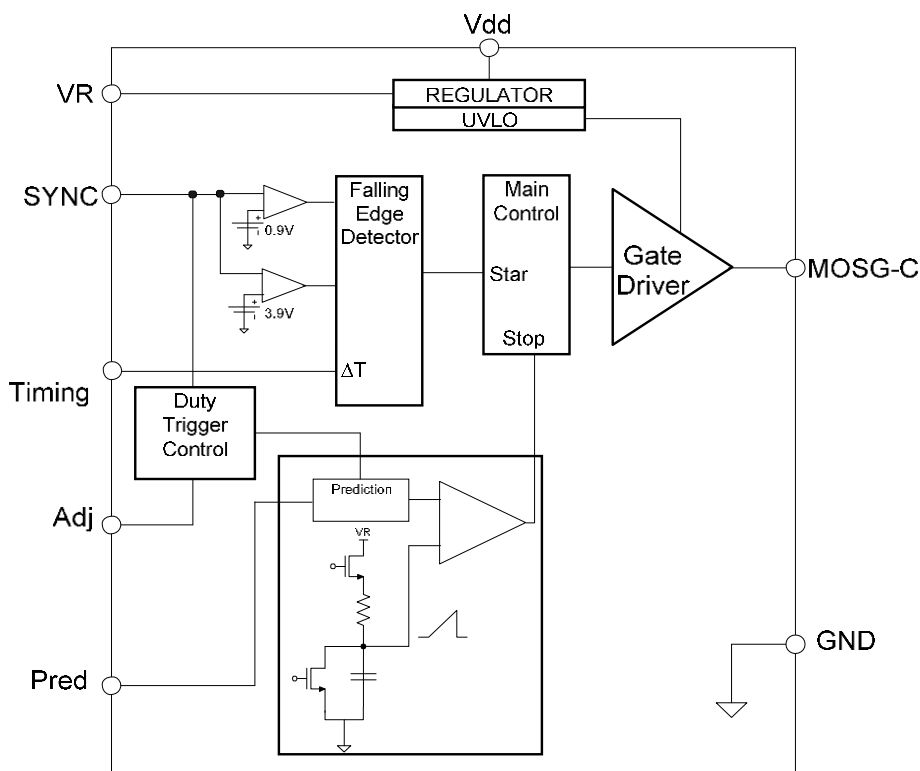 Vdd
VR
REGULATOR
UVLO
SYNC
0.9V
3.9V
Falling
Edge
Detector
ΔT
Main
Control
Star
Stop
Gate
Driver
MOSG-C
Timing
Duty
Trigger
Control
Adj
Prediction
VR
Pred
GND